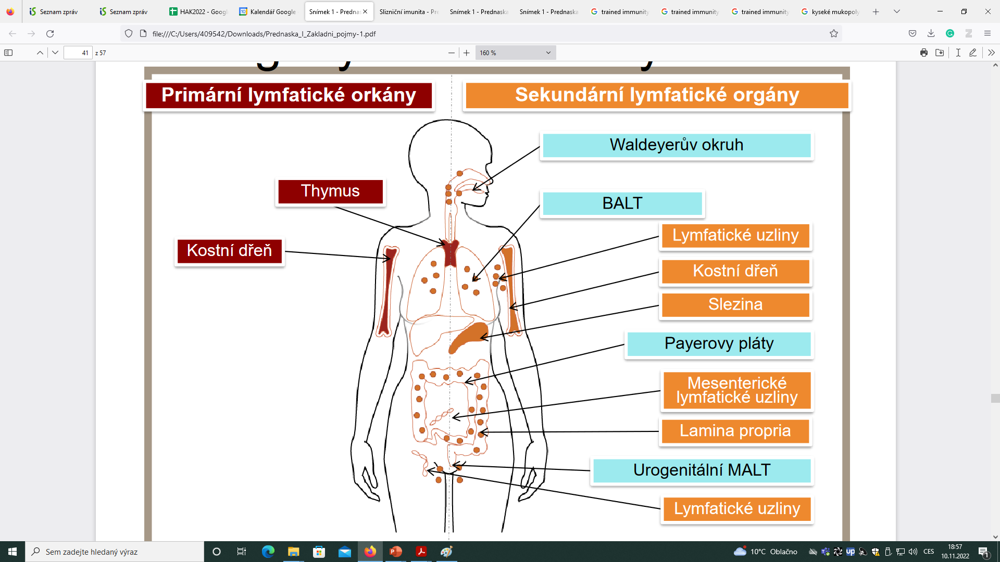 Seznam zpráv
Seznam zpráv
HAK2022 - Googl
Kalendář Google
Snímek 1 - Prednas
Slizniční imunita - Pre
Snímek 1 - Prednaska
Snímek 1 - Prednaska
trained immunity
trained immunity
trained immunity
kyseké mukopoly
file:///C:/Users/409542/Downloads/Prednaska_I_Zakladni_pojmy-1.pdf
41 z 57
160 %
Primární lymfatické orkány
Sekundární lymfatické orgány
Waldeyerův okruh
Thymus
BALT
Lymfatické uzliny
Kostní dřeň
Kostní dřeň
Slezina
Payerovy pláty
Mesenterické
lymfatické uzliny
Lamina propria
Urogenitální MALT
Lymfatické uzliny
Sem zadejte hledaný výraz
10°C Oblačno
up
CES
18:57
10.11.2022
1